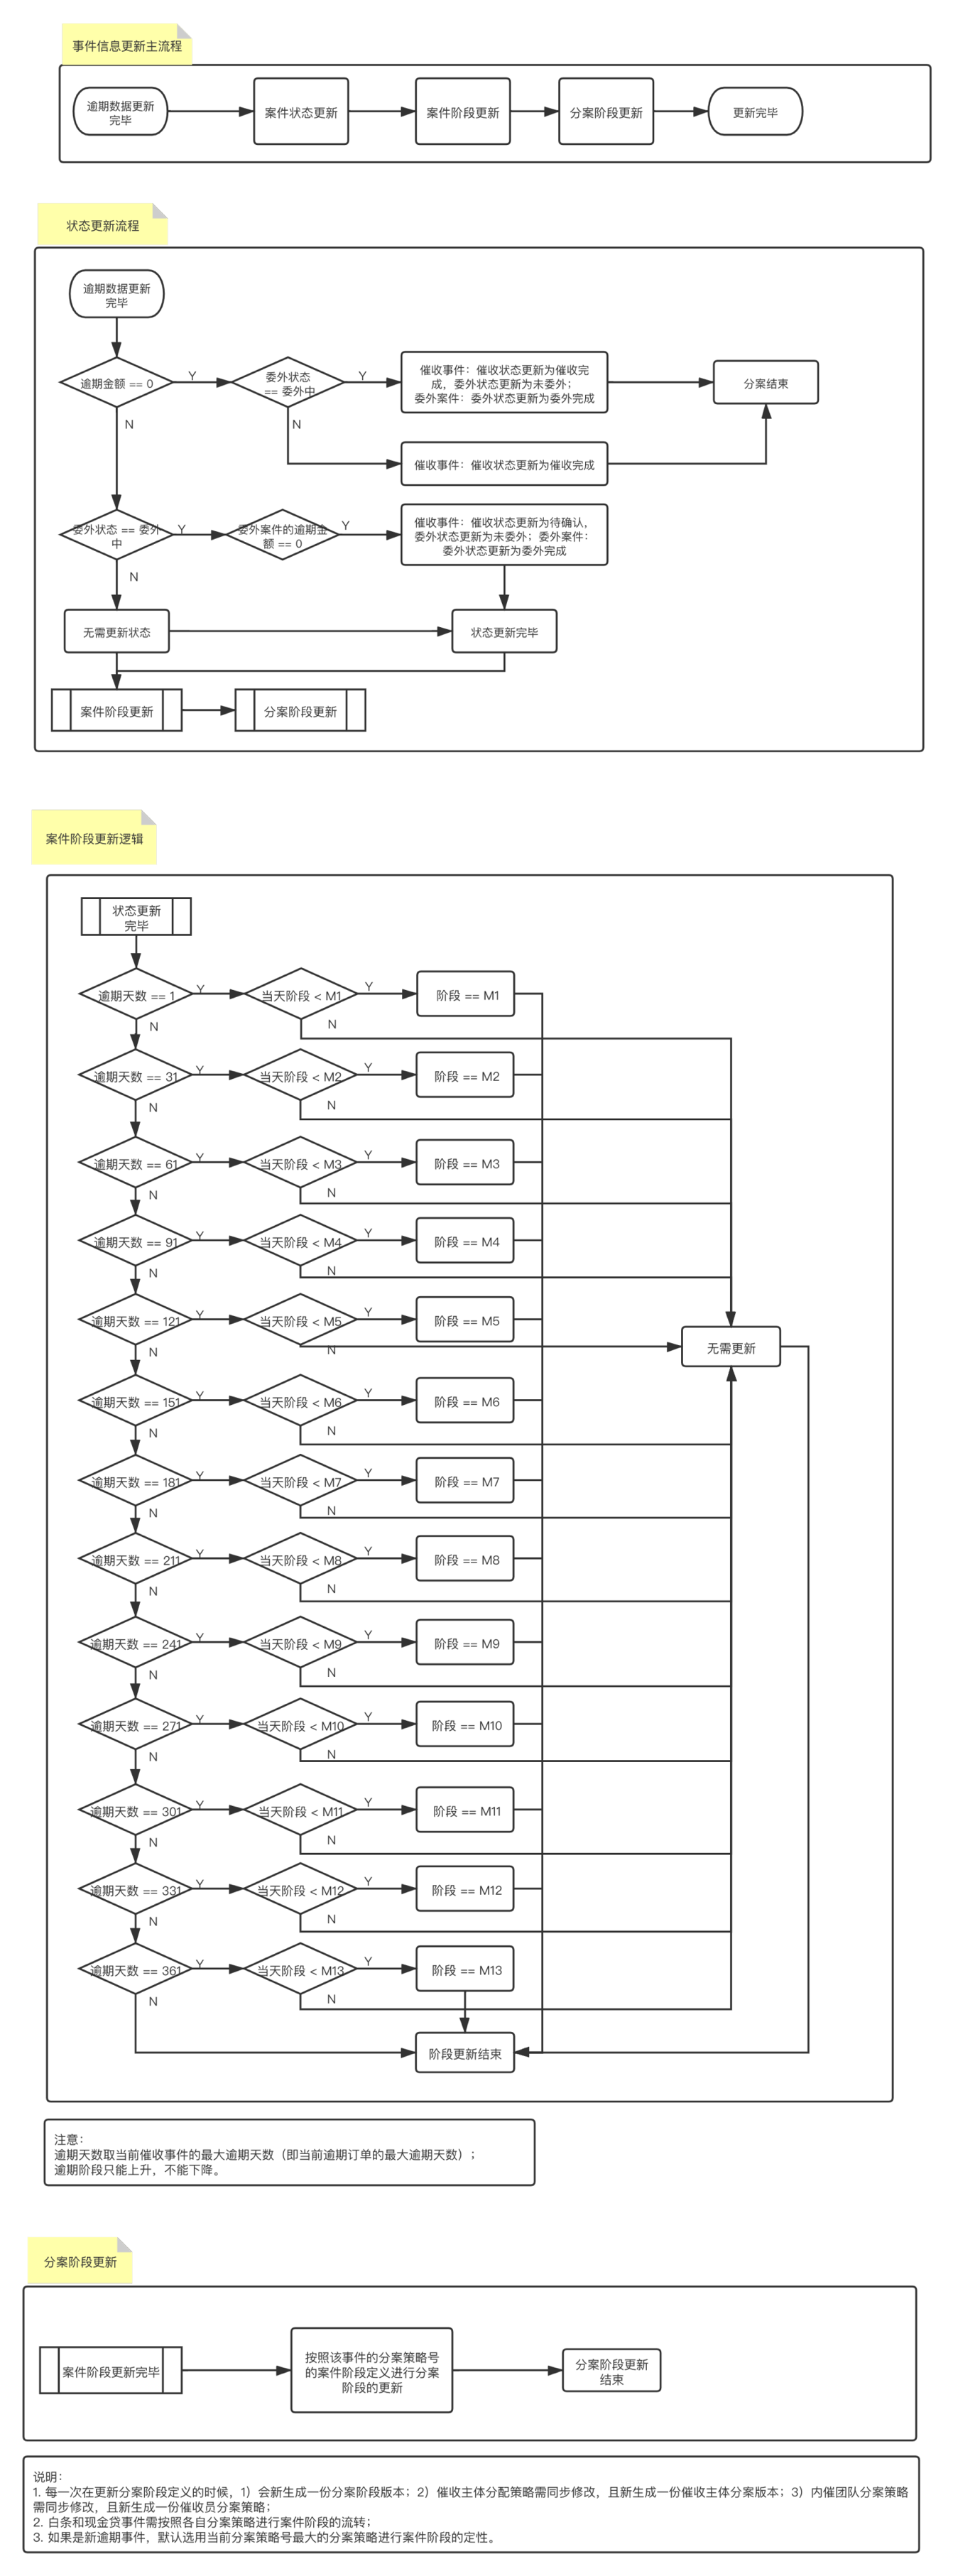 事件信息更新主流程
逾期数据更新
完毕
案件状态更新
案件阶段更新
分案阶段更新
更新完毕
状态更新流程
逾期数据更新
完毕
逾期金额 == 0
Y
委外状态
== 委外中
Y
催收事件：催收状态更新为催收完
成，委外状态更新为未委外；
委外案件：委外状态更新为委外完成
分案结束
N
N
催收事件：催收状态更新为催收完成
委外状态 == 委外
中
Y
委外案件的逾期金
额 == 0
Y
催收事件：催收状态更新为待确认，
委外状态更新为未委外；委外案件：
委外状态更新为委外完成
N
无需更新状态
状态更新完毕
案件阶段更新
分案阶段更新
案件阶段更新逻辑
状态更新
完毕
逾期天数 == 1
Y
当天阶段 < M1
Y
阶段 == M1
N
N
逾期天数 == 31
Y
当天阶段 < M2
Y
阶段 == M2
N
N
逾期天数 == 61
Y
当天阶段 < M3
Y
阶段 == M3
N
N
逾期天数 == 91
Y
当天阶段 < M4
Y
阶段 == M4
N
N
逾期天数 == 121
Y
当天阶段 < M5
Y
阶段 == M5
无需更新
N
N
逾期天数 == 151
Y
当天阶段 < M6
Y
阶段 == M6
N
N
逾期天数 == 181
Y
当天阶段 < M7
Y
阶段 == M7
N
N
逾期天数 == 211
Y
当天阶段 < M8
Y
阶段 == M8
N
N
逾期天数 == 241
Y
当天阶段 < M9
Y
阶段 == M9
N
N
逾期天数 == 271
Y
当天阶段 < M10
Y
阶段 == M10
N
N
逾期天数 == 301
Y
当天阶段 < M11
Y
阶段 == M11
N
N
逾期天数 == 331
Y
当天阶段 < M12
Y
阶段 == M12
N
N
逾期天数 == 361
Y
当天阶段 < M13
Y
阶段 == M13
N
N
阶段更新结束
注意：
逾期天数取当前催收事件的最大逾期天数（即当前逾期订单的最大逾期天数）；
逾期阶段只能上升，不能下降。
分案阶段更新
案件阶段更新完毕
按照该事件的分案策略号
的案件阶段定义进行分案
阶段的更新
分案阶段更新
结束
说明：
1. 每一次在更新分案阶段定义的时候，1）会新生成一份分案阶段版本；2）催收主体分配策略需同步修改，且新生成一份催收主体分案版本；3）内催团队分案策略
需同步修改，且新生成一份催收员分案策略；
2. 白条和现金贷事件需按照各自分案策略进行案件阶段的流转；
3. 如果是新逾期事件，默认选用当前分案策略号最大的分案策略进行案件阶段的定性。